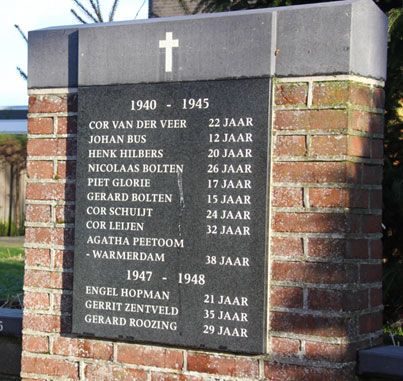 1940 - 1945
COR VAN DER VEER 22 JAAR
JOHAN BUS 12 JAAR
HENK HILBERS 20 JAAR
NICOLAAS BOLTEN 26 JAAR
PIET GLORIE 17 JAAR
GERARD BOLTEN 15 JAAR
COR SCHUIJT 24 JAAR
COR LEIJEN 32 JAAR
AGATHA PEETOOM
- WARMERDAM 38 JAAR
1947 - 1948
ENGEL HOPMAN 21 JAAR
GERRIT ZENTVELD 35 JAAR
GERARD ROOZING 29 JAAR